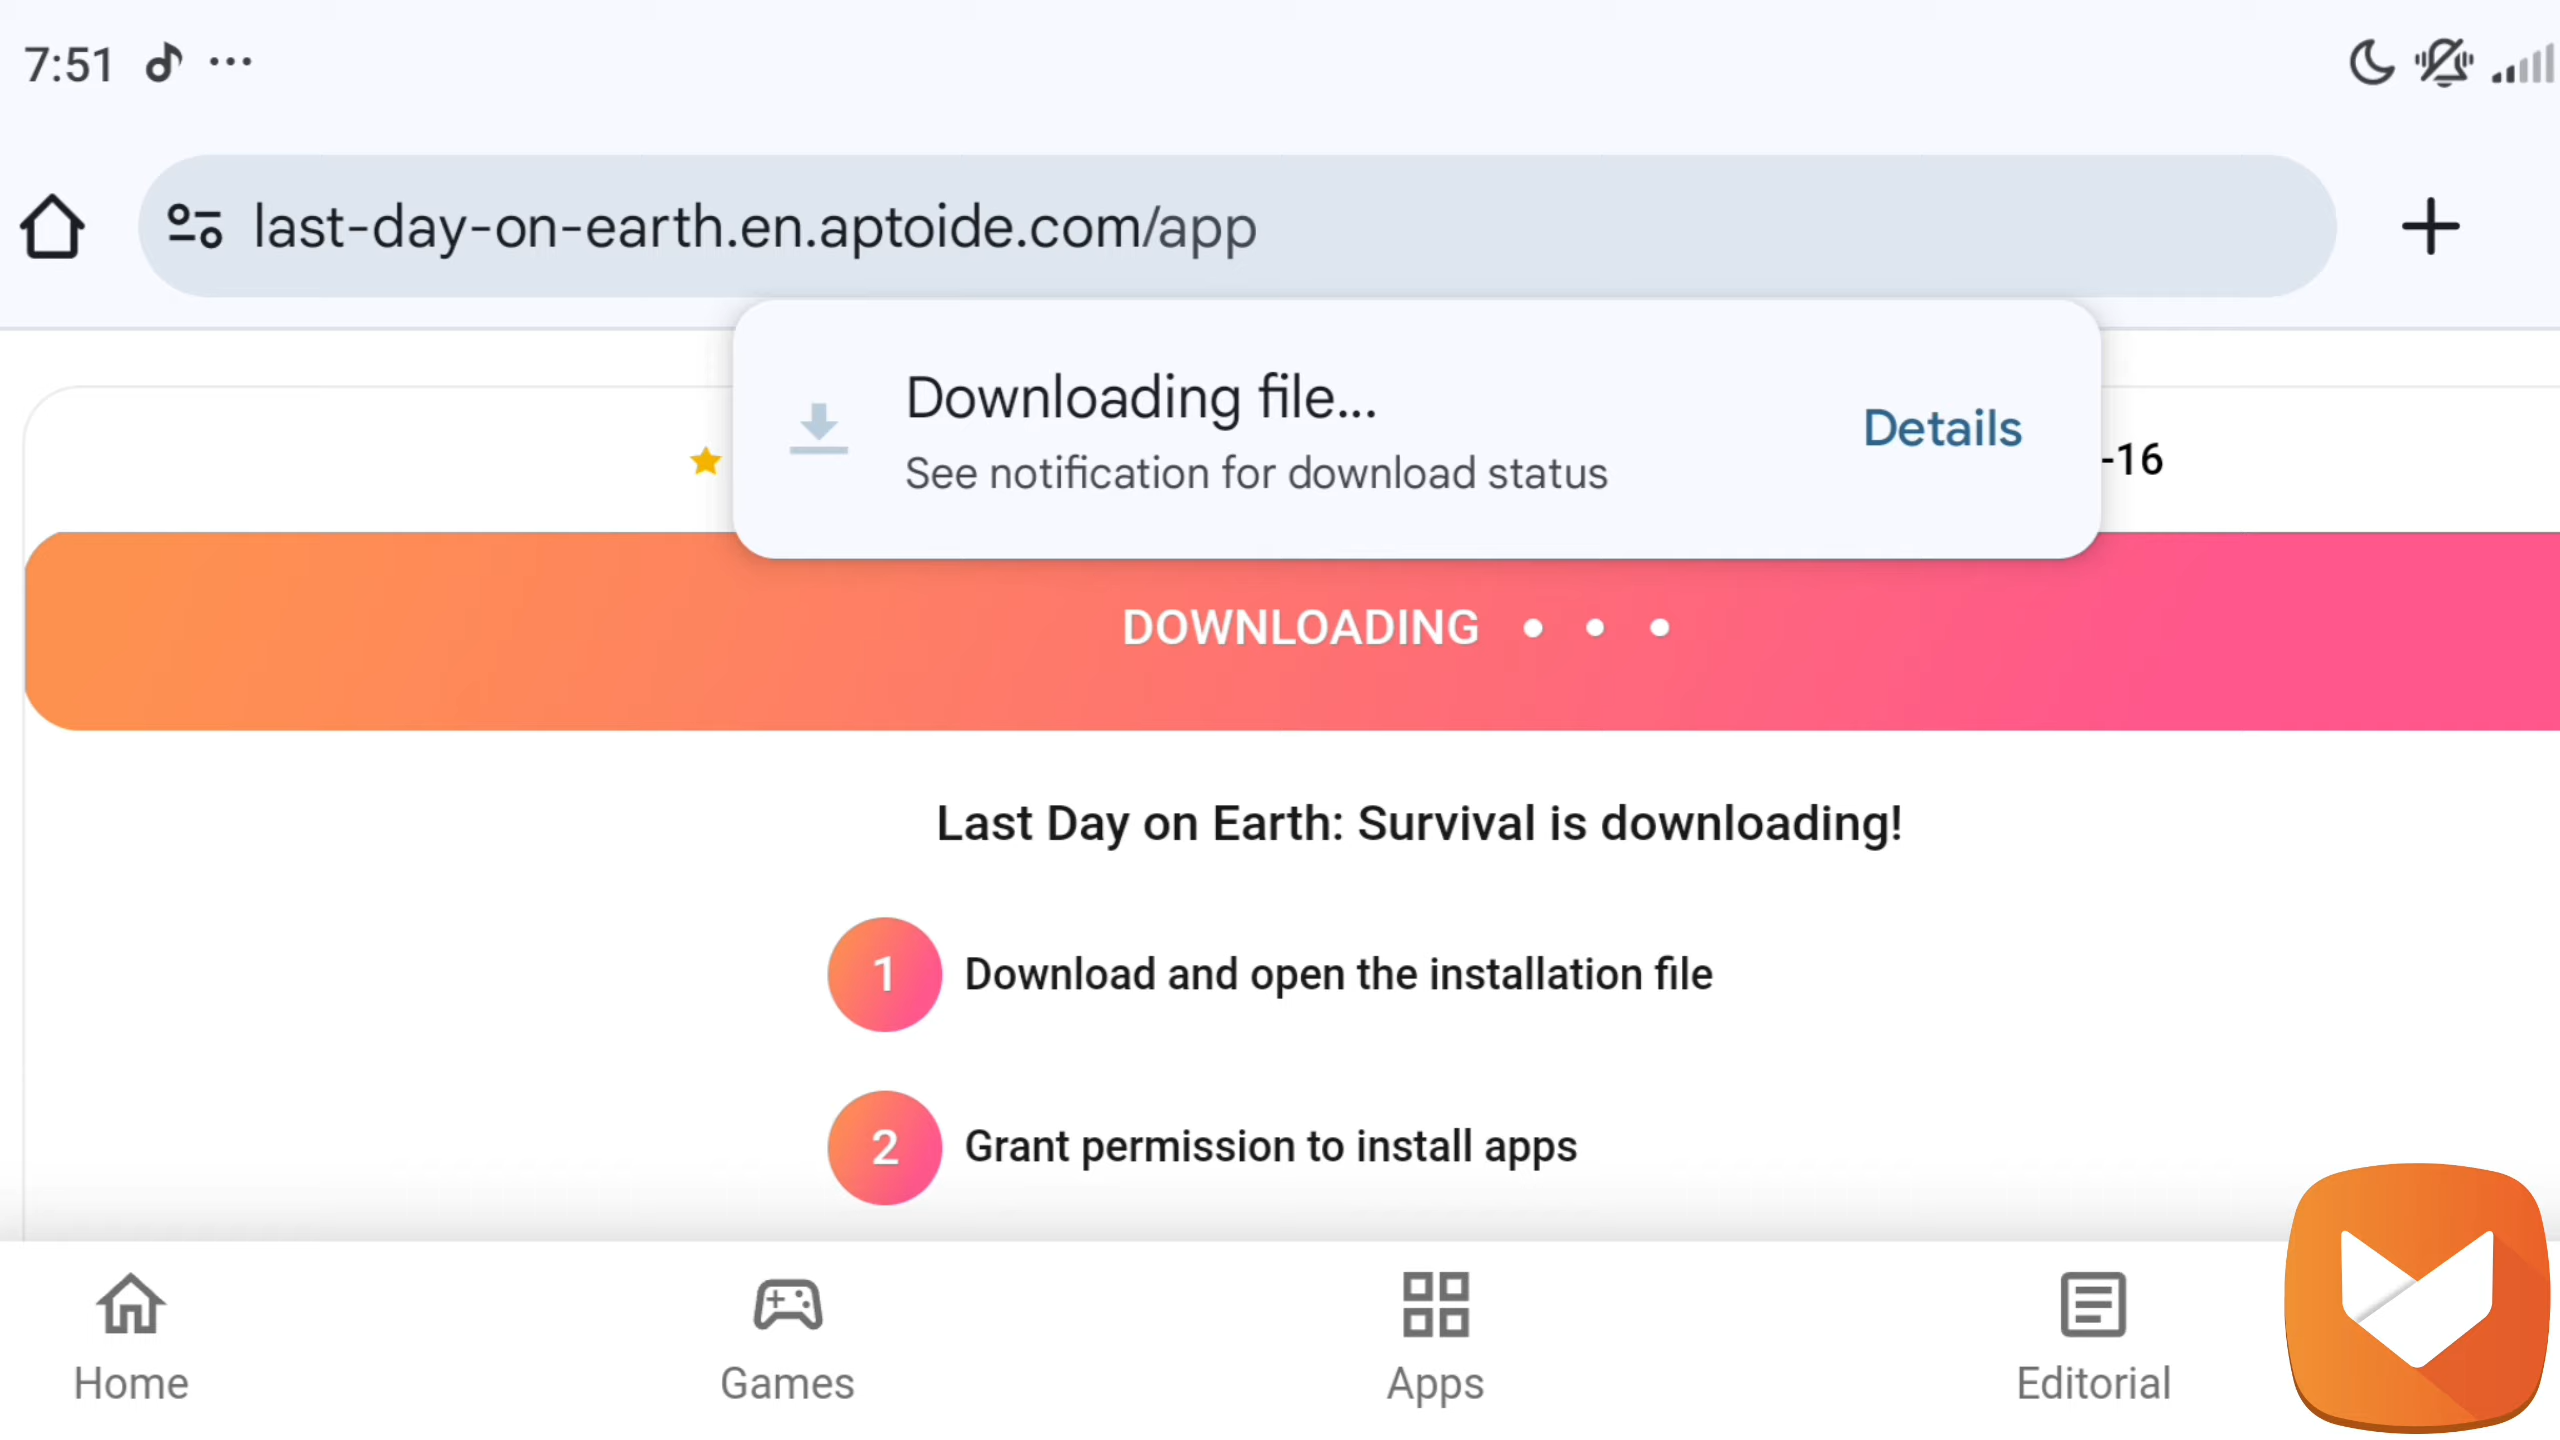 7:51
last-day-on-earth.en.aptoide.com/app
Downloading file...
See notification for download status
Details
-16
DOWNLOADING
Last Day on Earth: Survival is downloading!
1 Download and open the installation file
2 Grant permission to install apps
Home
Games
Apps
Editorial